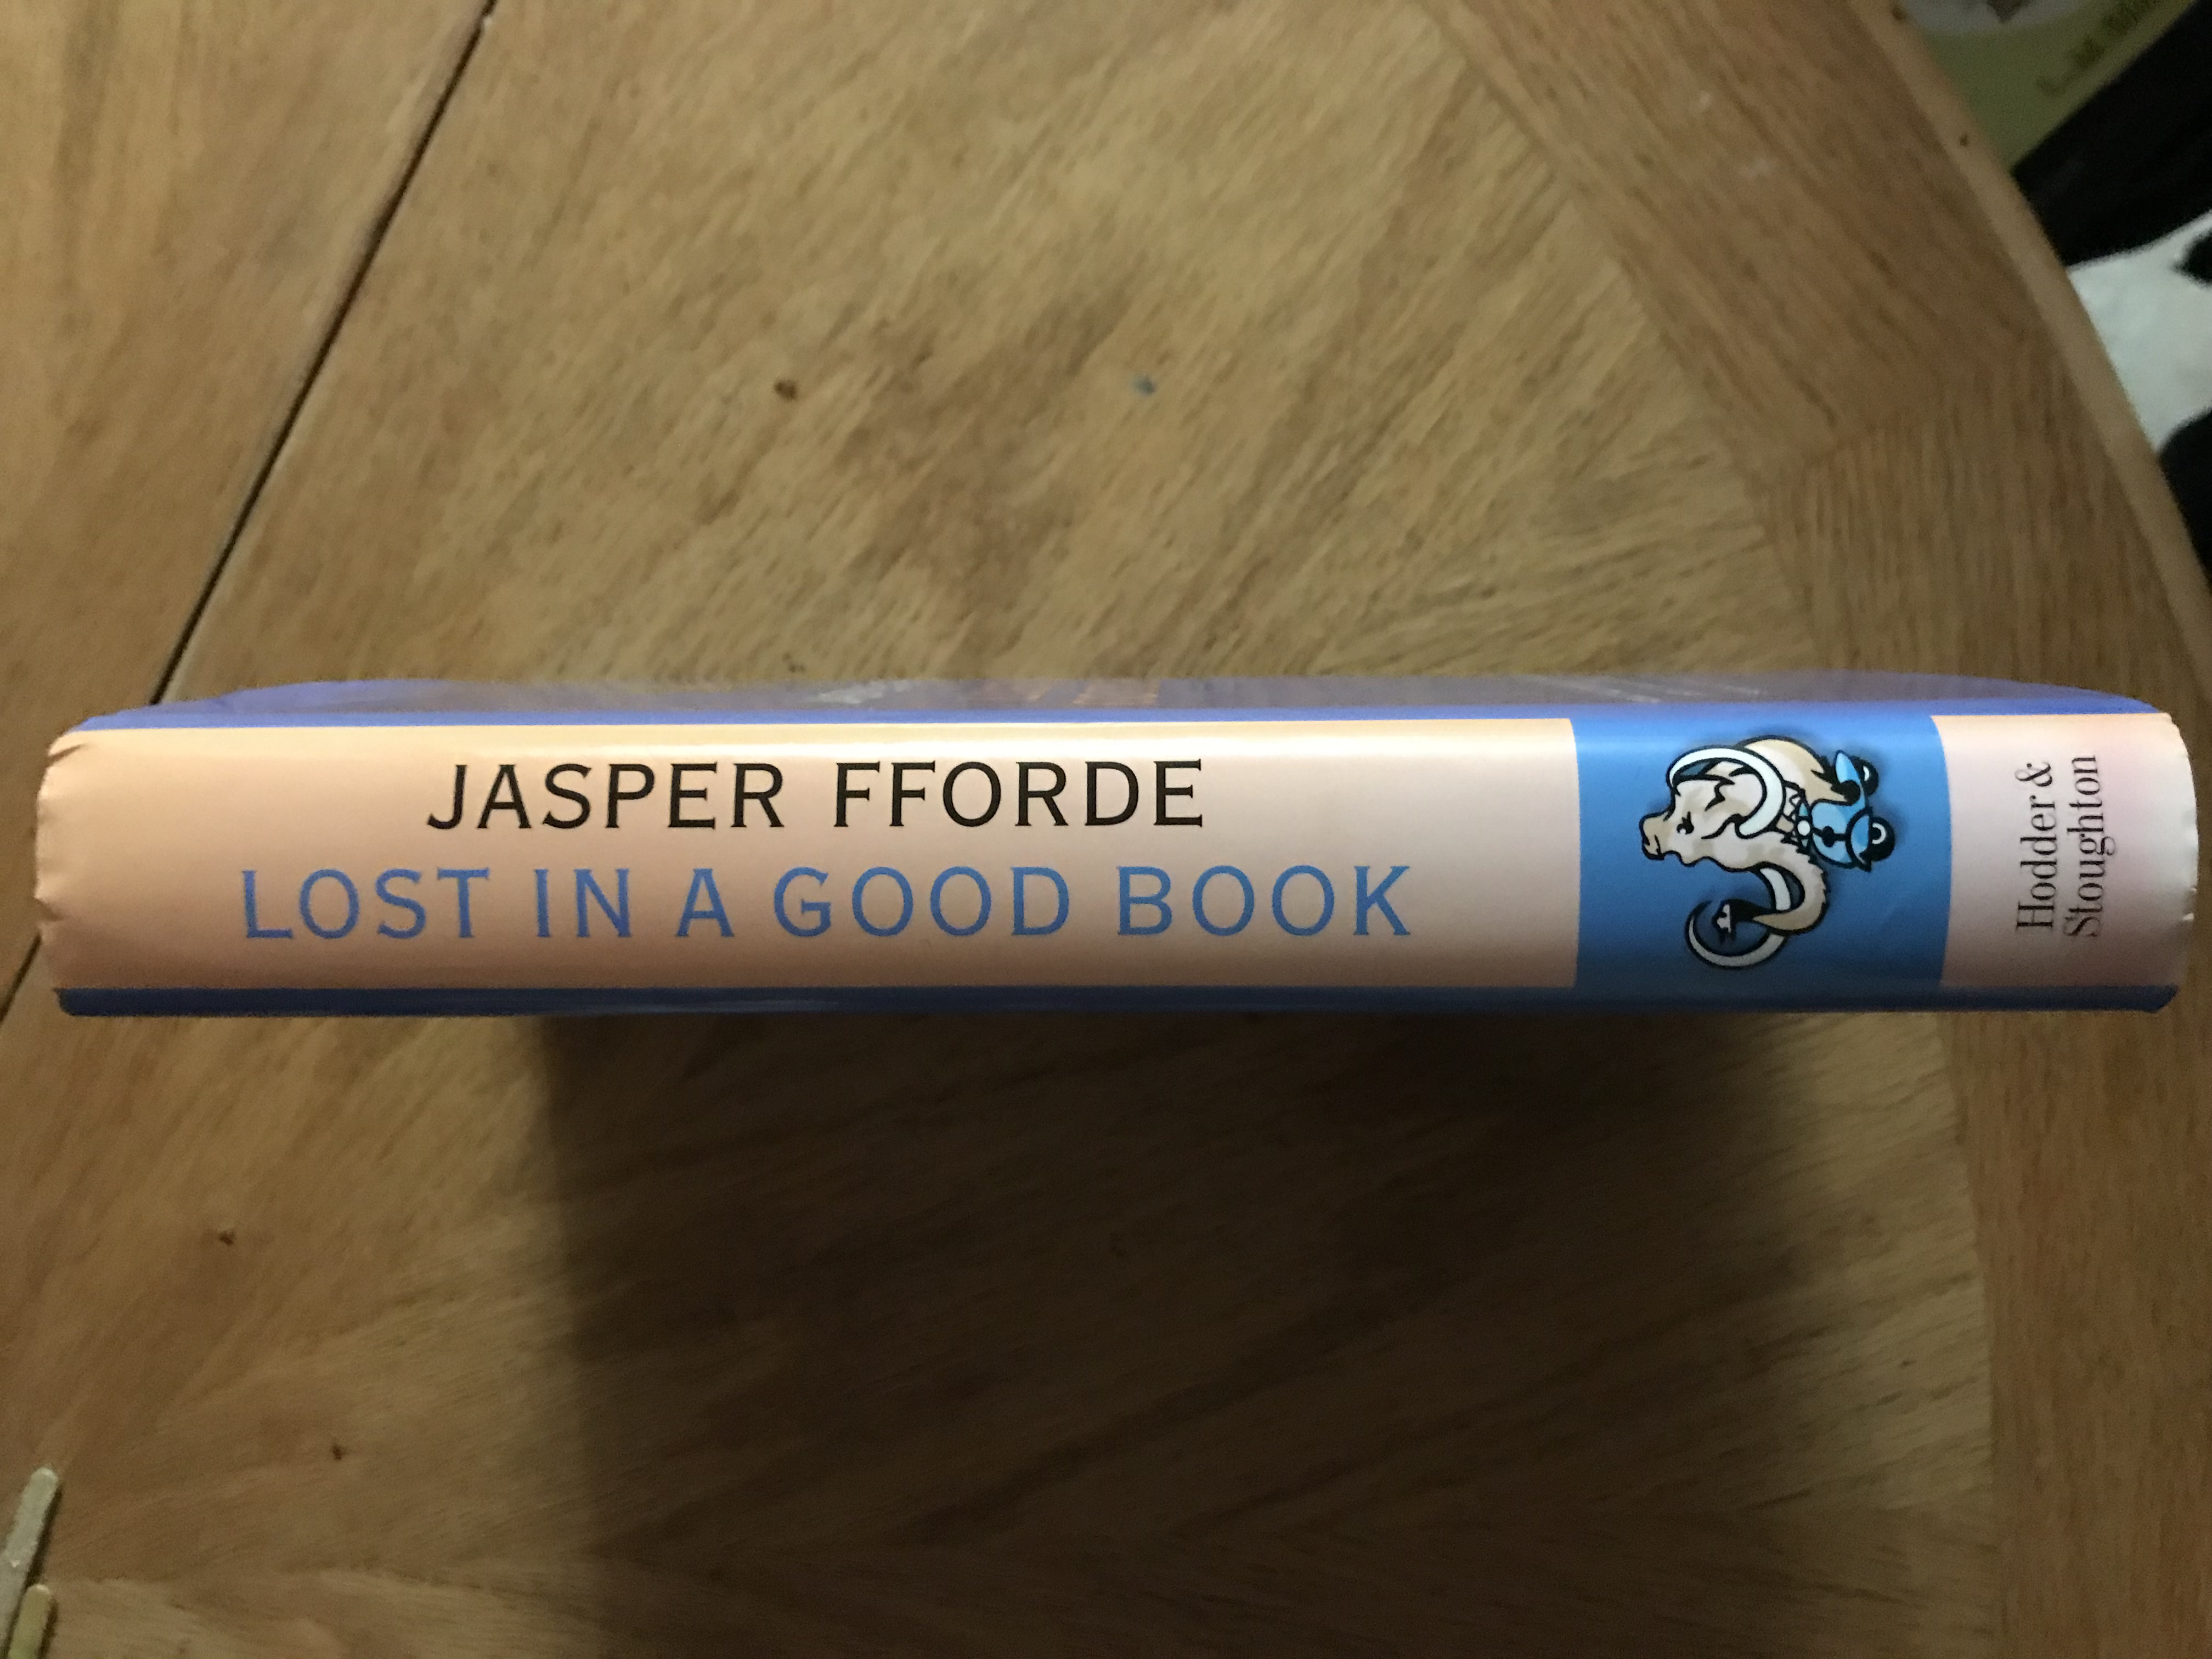 JASPER FFORDE
LOST IN A GOOD BOOK
Hodder &
Stoughton